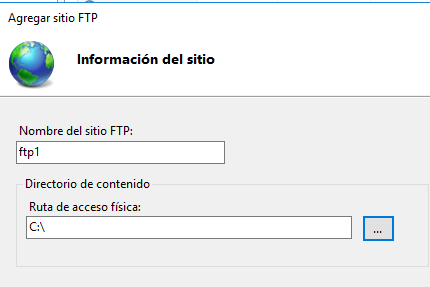 Agregar sitio FTP
Información del sitio
Nombre del sitio FTP:
ftp1
Directorio de contenido
Ruta de acceso física:
C:\
...